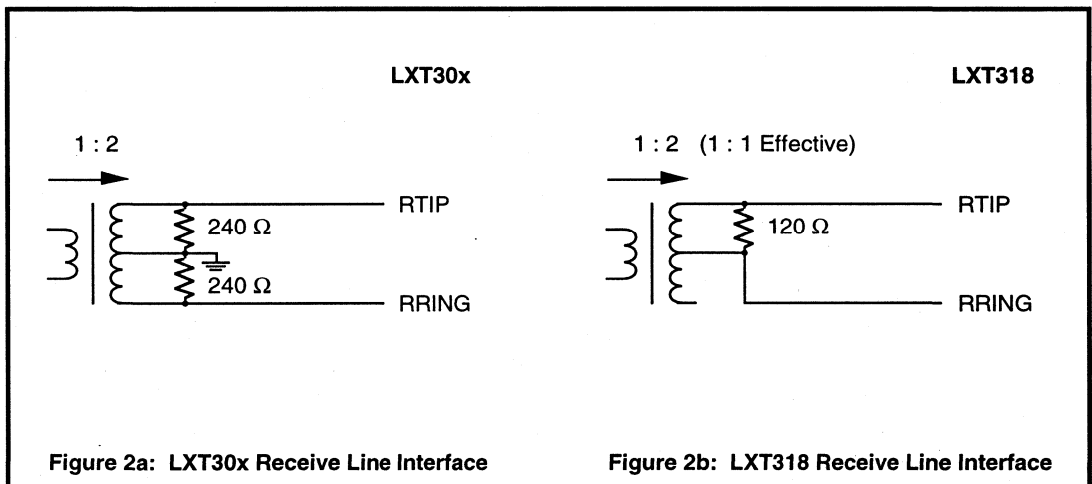 LXT30x
1 : 2
RTIP
240 Ω
240 Ω
RRING
Figure 2a: LXT30x Receive Line Interface
LXT318
1 : 2 (1 : 1 Effective)
RTIP
120 Ω
RRING
Figure 2b: LXT318 Receive Line Interface